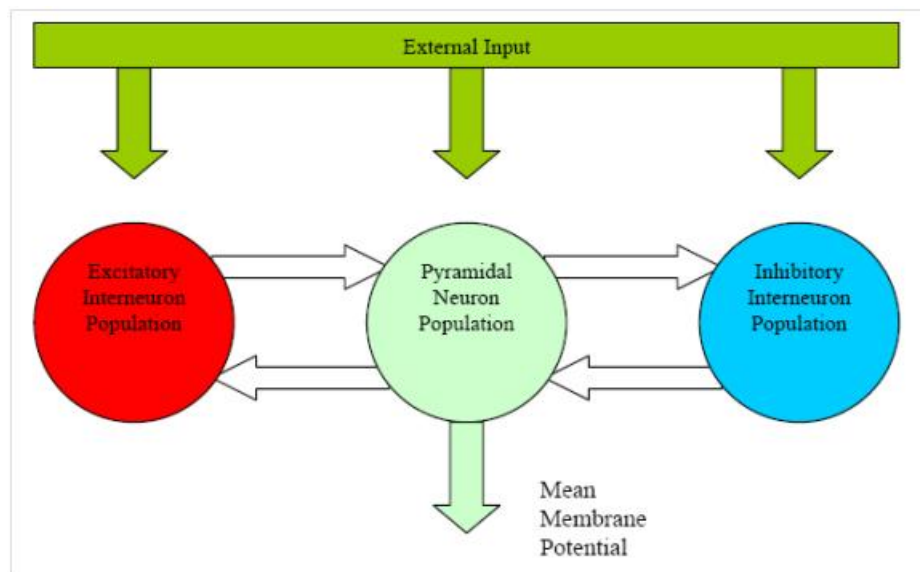 External Input
Excitatory
Interneuron
Population
Pyramidal
Neuron
Population
Inhibitory
Interneuron
Population
Mean
Membrane
Potential